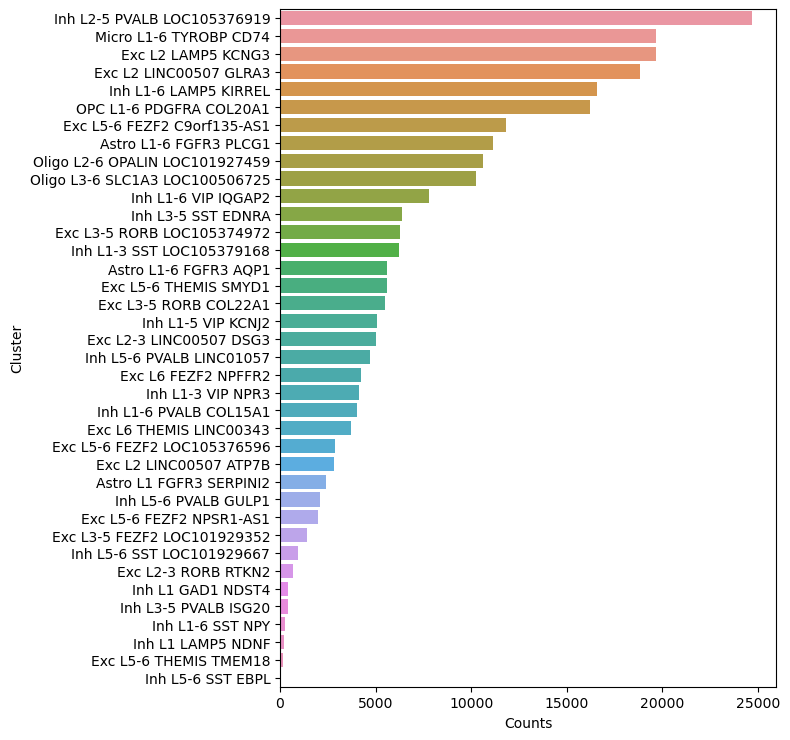 Inh L2-5 PVALB LOC105376919
Micro L1-6 TYROBP CD74
Exc L2 LAMP5 KCNG3
Exc L2 LINC00507 GLRA3
Inh L1-6 LAMP5 KIRREL
OPC L1-6 PDGFRA COL20A1
Exc L5-6 FEZF2 C9orf135-AS1
Astro L1-6 FGFR3 PLCG1
Oligo L2-6 OPALIN LOC101927459
Oligo L3-6 SLC1A3 LOC100506725
Inh L1-6 VIP IQGAP2
Inh L3-5 SST EDNRA
Exc L3-5 RORB LOC105374972
Inh L1-3 SST LOC105379168
Astro L1-6 FGFR3 AQP1
Exc L5-6 THEMIS SMYD1
Exc L3-5 RORB COL22A1
Inh L1-5 VIP KCNJ2
Exc L2-3 LINC00507 DSG3
Inh L5-6 PVALB LINC01057
Exc L6 FEZF2 NPFFR2
Inh L1-3 VIP NPR3
Inh L1-6 PVALB COL15A1
Exc L6 THEMIS LINC00343
Exc L5-6 FEZF2 LOC105376596
Exc L2 LINC00507 ATP7B
Astro L1 FGFR3 SERPINI2
Inh L5-6 PVALB GULP1
Exc L5-6 FEZF2 NPSR1-AS1
Exc L3-5 FEZF2 LOC101929352
Inh L5-6 SST LOC101929667
Exc L2-3 RORB RTKN2
Inh L1 GAD1 NDST4
Inh L3-5 PVALB ISG20
Inh L1-6 SST NPY
Inh L1 LAMP5 NDNF
Exc L5-6 THEMIS TMEM18
Inh L5-6 SST EBPL
Cluster
0 5000 10000 15000 20000 25000
Counts